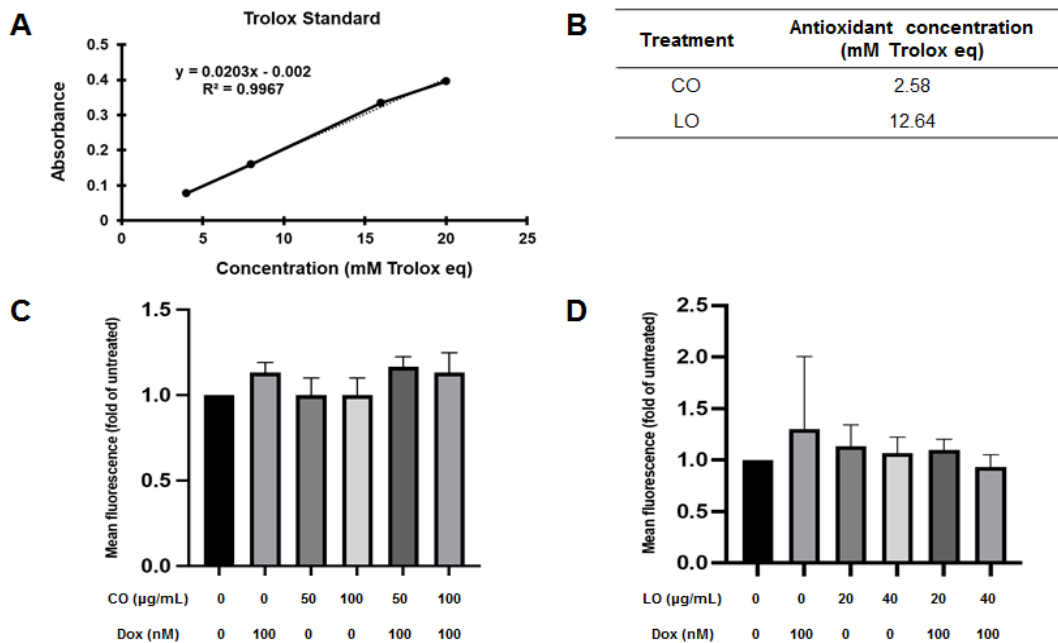 A
Trolox Standard
y = 0.0203x - 0.002
R² = 0.9967
Absorbance
0.5
0.4
0.3
0.2
0.1
0
0 5 10 15 20 25
Concentration (mM Trolox eq)
B
Treatment Antioxidant concentration (mM Trolox eq)
CO 2.58
LO 12.64
C
Mean fluorescence (fold of untreated)
1.5
1.0
0.5
0.0
CO (µg/mL) 0 0 50 100 50 100
Dox (nM) 0 100 0 0 100 100
D
Mean fluorescence (fold of untreated)
2.5
2.0
1.5
1.0
0.5
0.0
LO (µg/mL) 0 0 20 40 20 40
Dox (nM) 0 100 0 0 100 100